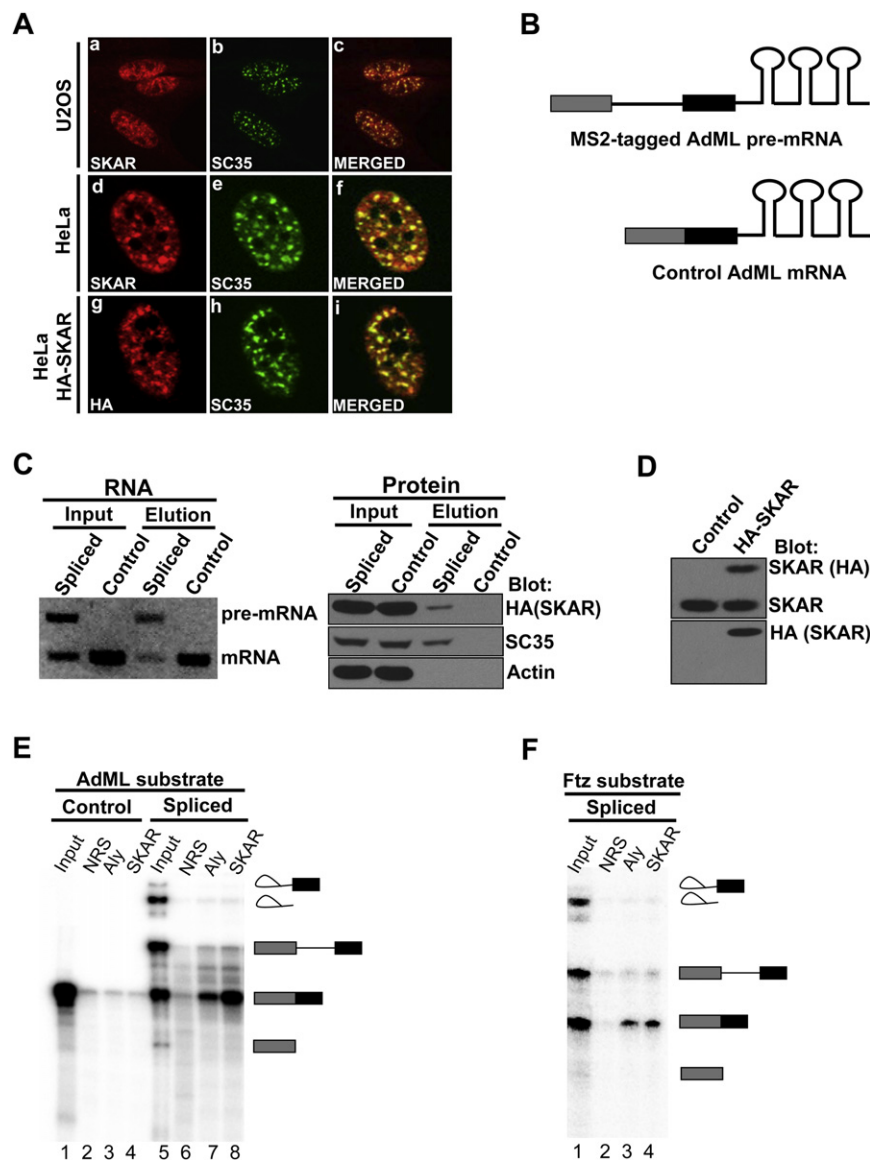 A
U2OS
a
b
c
SKAR
SC35
MERGED
HeLa
d
e
f
SKAR
SC35
MERGED
HeLa
HA-SKAR
g
h
i
HA
SC35
MERGED
B
MS2-tagged AdML pre-mRNA
Control AdML mRNA
C
RNA
Input Elution
Spliced Control Spliced Control
pre-mRNA
mRNA
Protein
Input Elution
Spliced Control Spliced Control
Blot:
HA(SKAR)
SC35
Actin
D
Control HA-SKAR
Blot:
SKAR (HA)
SKAR
HA (SKAR)
E
AdML substrate
Control Spliced
Input NRS Aly SKAR Input NRS Aly SKAR
1 2 3 4 5 6 7 8
F
Ftz substrate
Spliced
Input NRS Aly SKAR
1 2 3 4